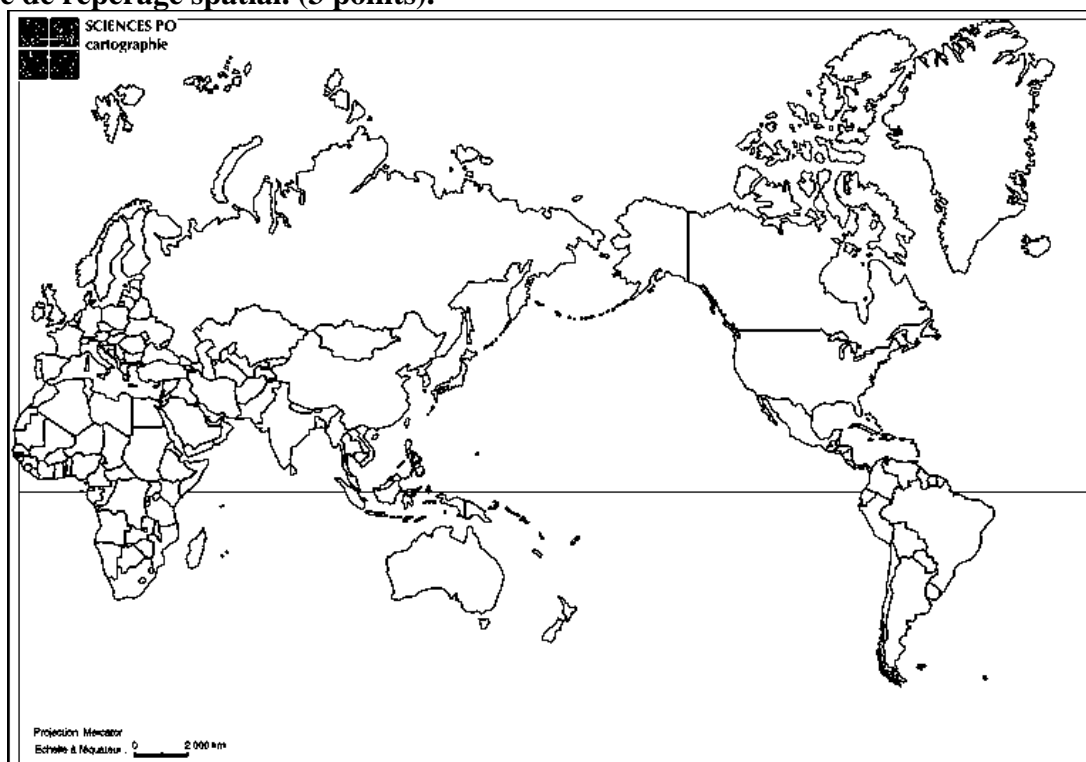 de repérage spatial. (3 points).
SCIENCES PO
cartographie
Projection Mercator
Echelle à l'équateur : 0 2 000 km